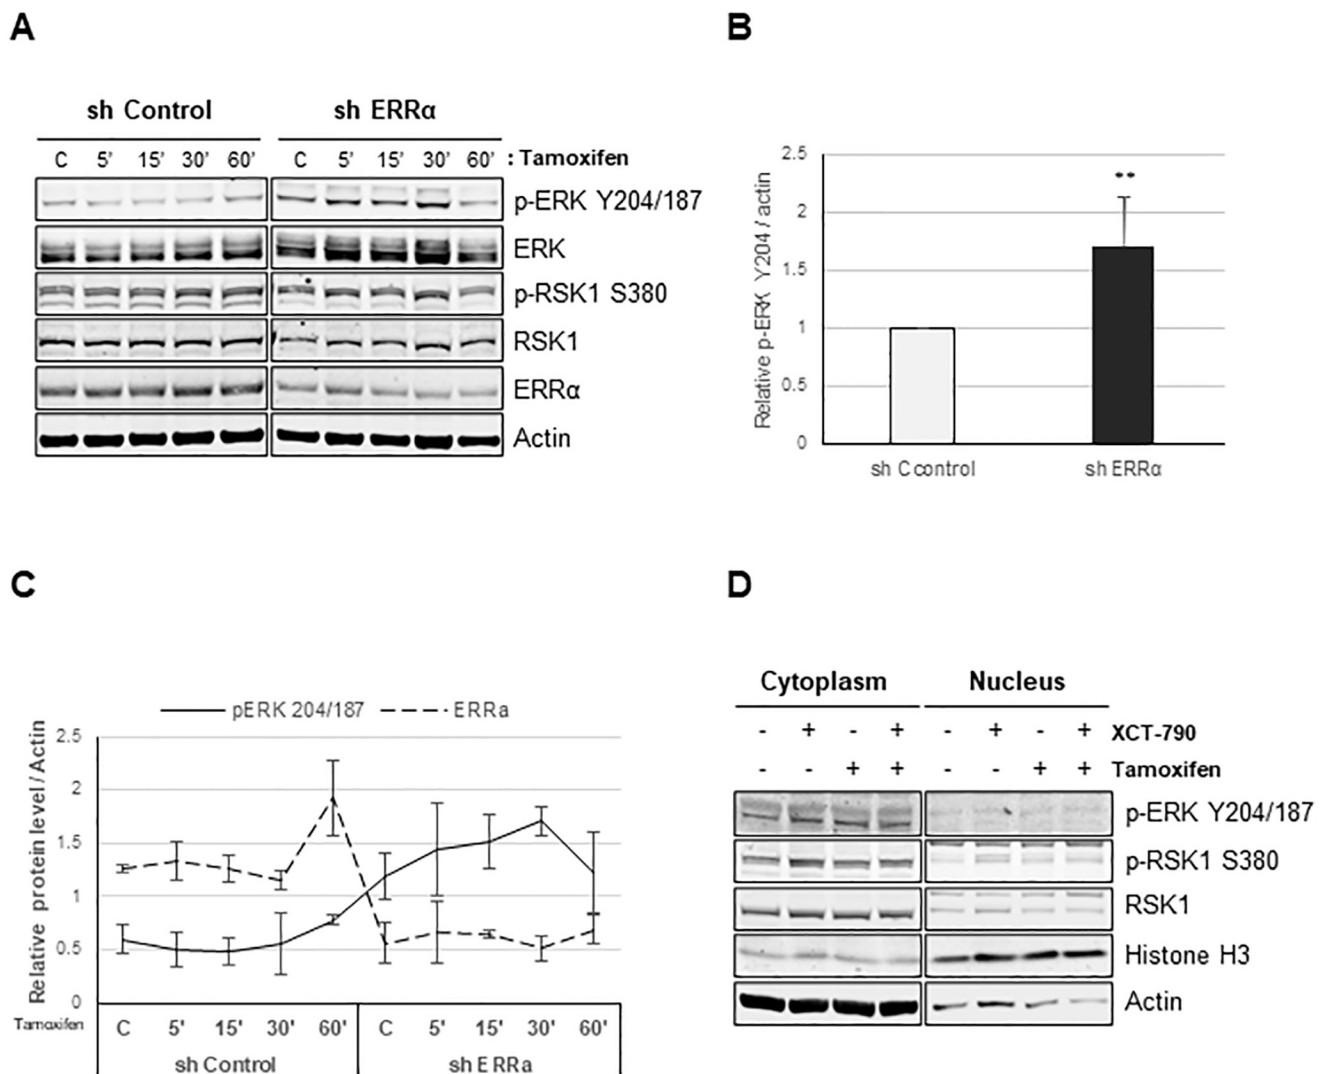 A
sh Control sh ERRα
C 5' 15' 30' 60' C 5' 15' 30' 60' : Tamoxifen
p-ERK Y204/187
ERK
p-RSK1 S380
RSK1
ERRα
Actin
B
Relative p-ERK Y204 / actin
2.5
2
1.5
1
0.5
0
sh C control sh ERRα
**
C
pERK 204/187 ERRa
Relative protein level / Actin
2.5
2
1.5
1
0.5
0
Tamoxifen C 5' 15' 30' 60' C 5' 15' 30' 60'
sh Control sh ERRa
D
Cytoplasm Nucleus
- + - + - + - + XCT-790
- - + + - - + + Tamoxifen
p-ERK Y204/187
p-RSK1 S380
RSK1
Histone H3
Actin